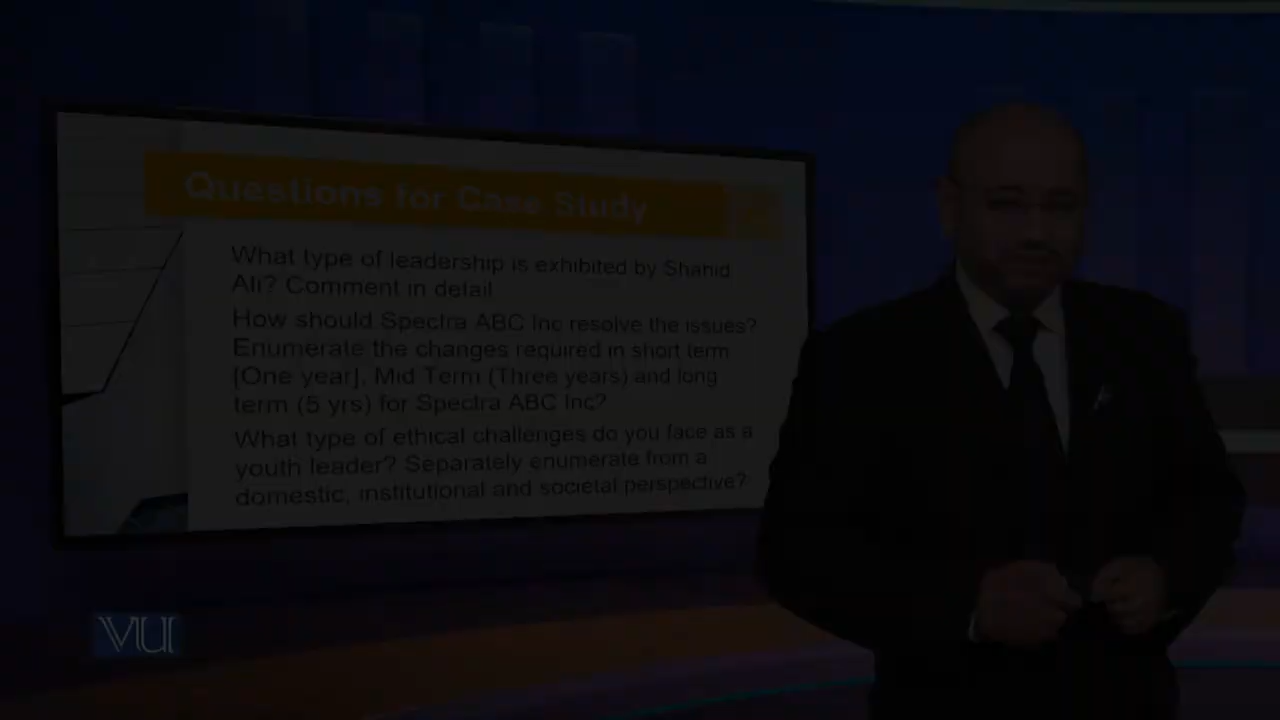 Questions for Case Study
What type of leadership is exhibited by Shahid
Ali? Comment in detail
How should Spectra ABC Inc resolve the issues?
Enumerate the changes required in short term
[One year], Mid Term (Three years) and long
term (5 yrs) for Spectra ABC Inc?
What type of ethical challenges do you face as a
youth leader? Separately enumerate from a
domestic, institutional and societal perspective?
VU